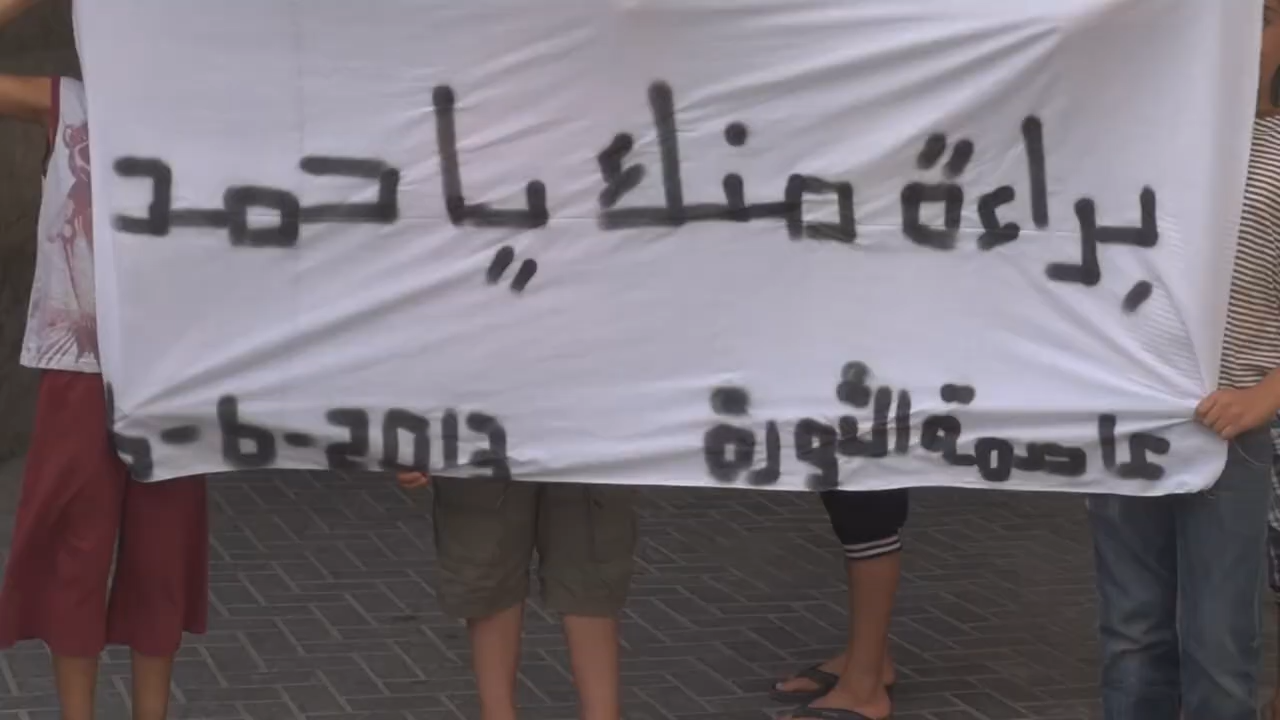 براءة منك يا حمد
عاصمة الثورة 2013-6-